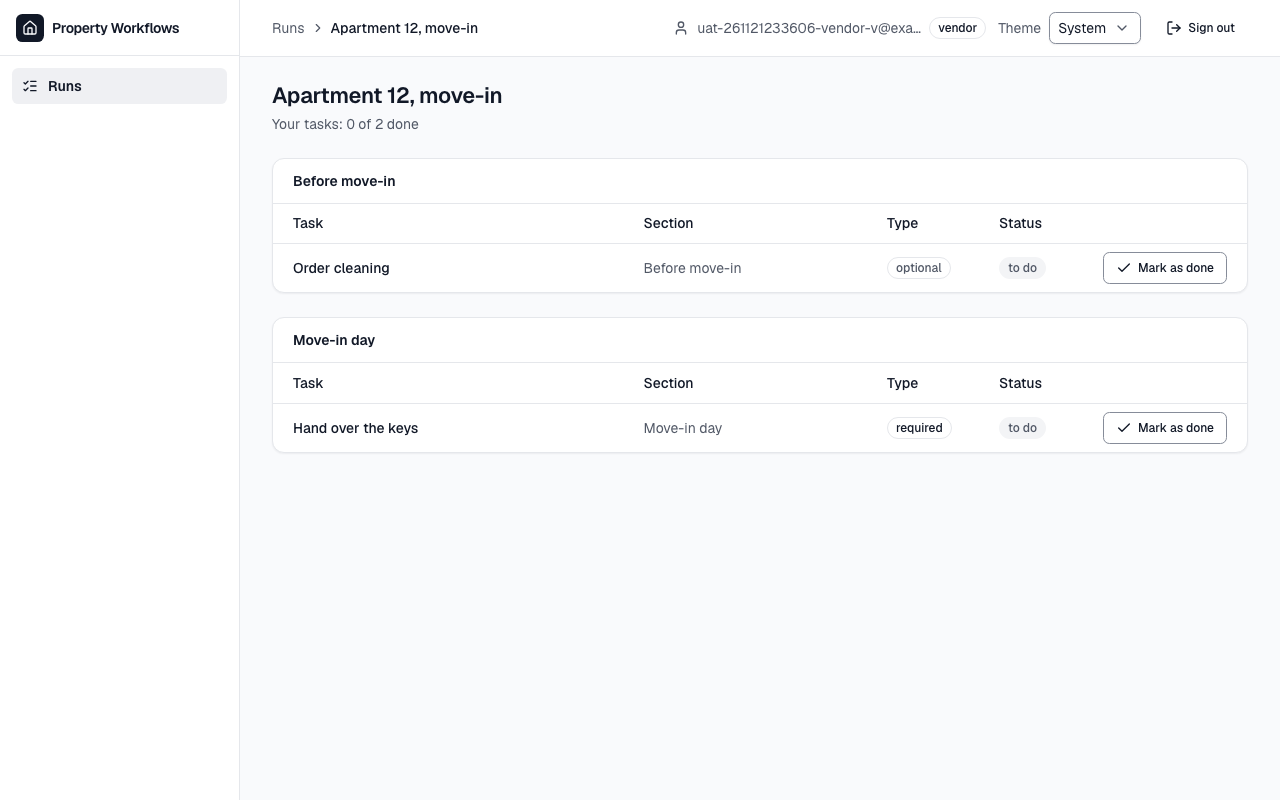 Property Workflows
Runs
Runs > Apartment 12, move-in
uat-261121233606-vendor-v@exa…
vendor
Theme
System
Sign out
Apartment 12, move-in
Your tasks: 0 of 2 done
Before move-in
Task Section Type Status
Order cleaning Before move-in optional to do Mark as done
Move-in day
Task Section Type Status
Hand over the keys Move-in day required to do Mark as done